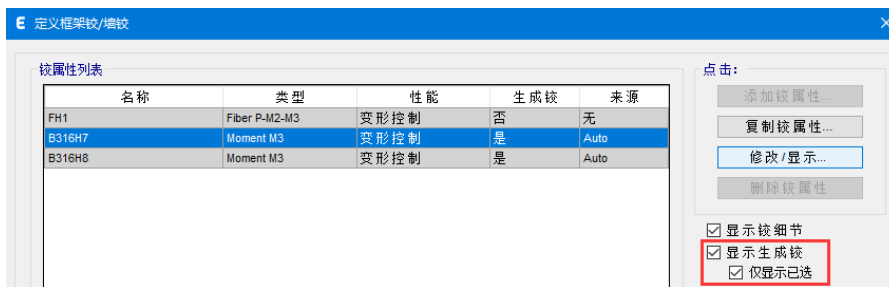 E 定义框架铰/墙铰
铰属性列表
名称 类型 性能 生成铰 来源
FH1 Fiber P-M2-M3 变形控制 否 无
B316H7 Moment M3 变形控制 是 Auto
B316H8 Moment M3 变形控制 是 Auto
点击:
添加铰属性...
复制铰属性...
修改/显示...
删除铰属性
显示铰细节
显示生成铰
仅显示已选